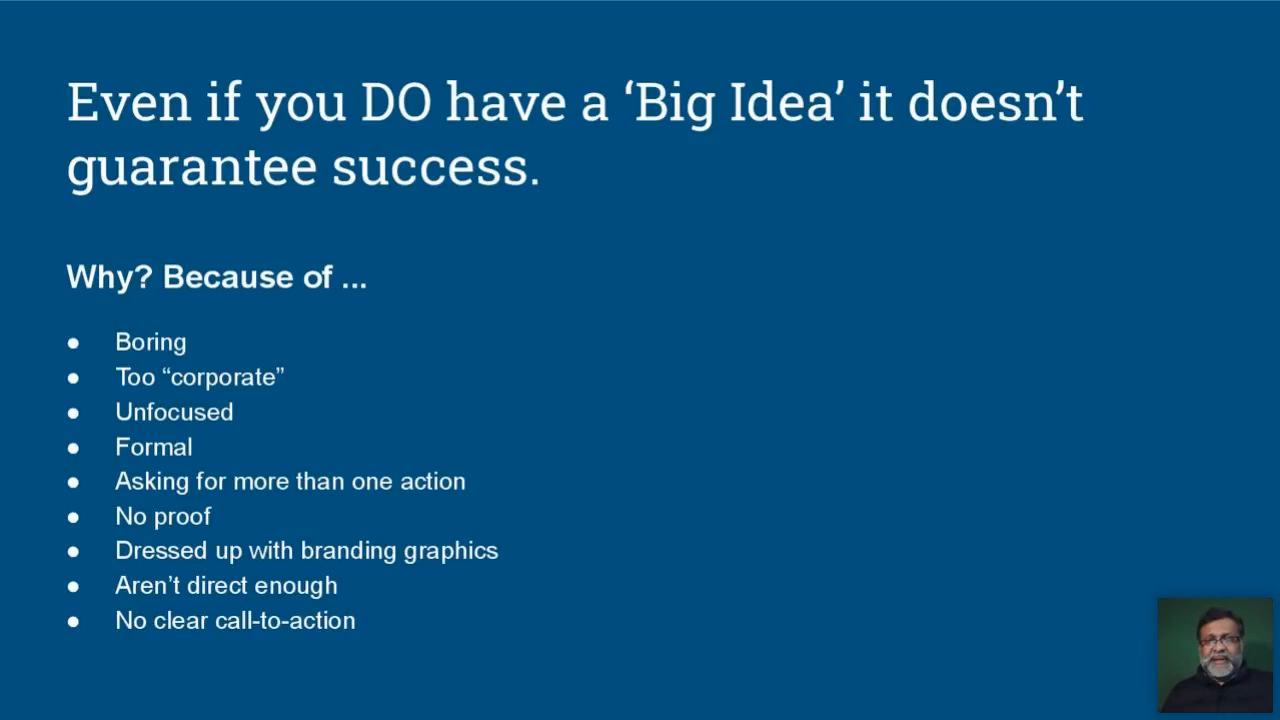 Even if you DO have a ‘Big Idea’ it doesn’t
guarantee success.
Why? Because of ...
● Boring
● Too “corporate”
● Unfocused
● Formal
● Asking for more than one action
● No proof
● Dressed up with branding graphics
● Aren’t direct enough
● No clear call-to-action